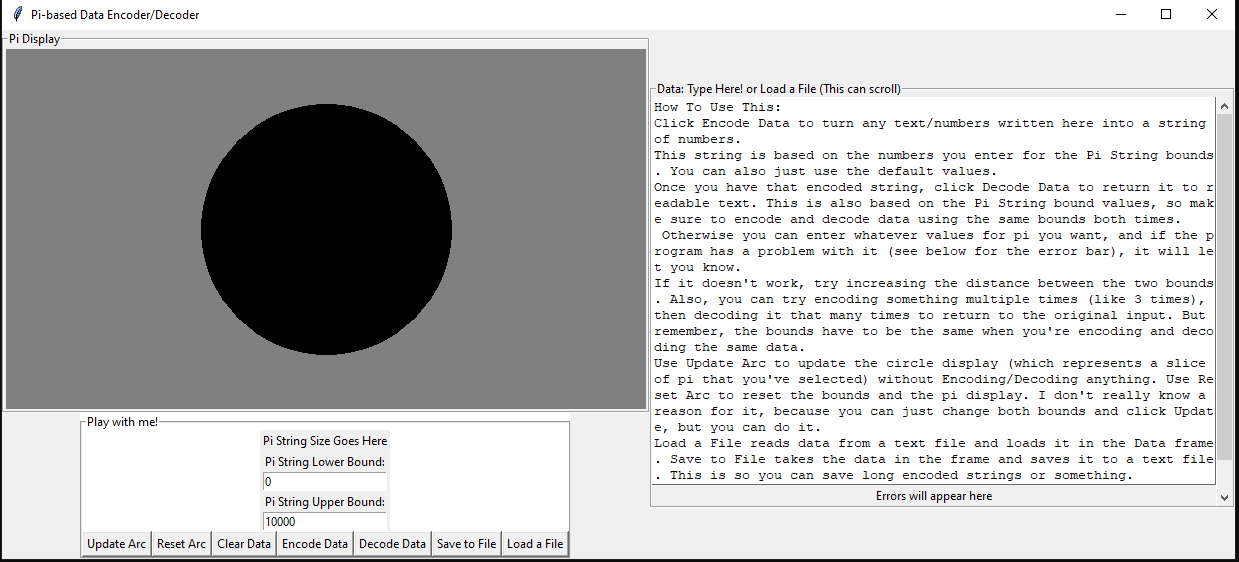 Pi-based Data Encoder/Decoder
Pi Display
Data: Type Here! or Load a File (This can scroll)
How To Use This:
Click Encode Data to turn any text/numbers written here into a string
of numbers.
This string is based on the numbers you enter for the Pi String bounds
. You can also just use the default values.
Once you have that encoded string, click Decode Data to return it to r
eadable text. This is also based on the Pi String bound values, so mak
e sure to encode and decode data using the same bounds both times.
 Otherwise you can enter whatever values for pi you want, and if the p
rogram has a problem with it (see below for the error bar), it will le
t you know.
If it doesn't work, try increasing the distance between the two bounds
. Also, you can try encoding something multiple times (like 3 times),
then decoding it that many times to return to the original input. But
remember, the bounds have to be the same when you're encoding and deco
ding the same data.
Use Update Arc to update the circle display (which represents a slice
of pi that you've selected) without Encoding/Decoding anything. Use Re
set Arc to reset the bounds and the pi display. I don't really know a
reason for it, because you can just change both bounds and click Updat
e, but you can do it.
Load a File reads data from a text file and loads it in the Data frame
. Save to File takes the data in the frame and saves it to a text file
. This is so you can save long encoded strings or something.
Errors will appear here
Play with me!
Pi String Size Goes Here
Pi String Lower Bound:
0
Pi String Upper Bound:
10000
Update Arc Reset Arc Clear Data Encode Data Decode Data Save to File Load a File